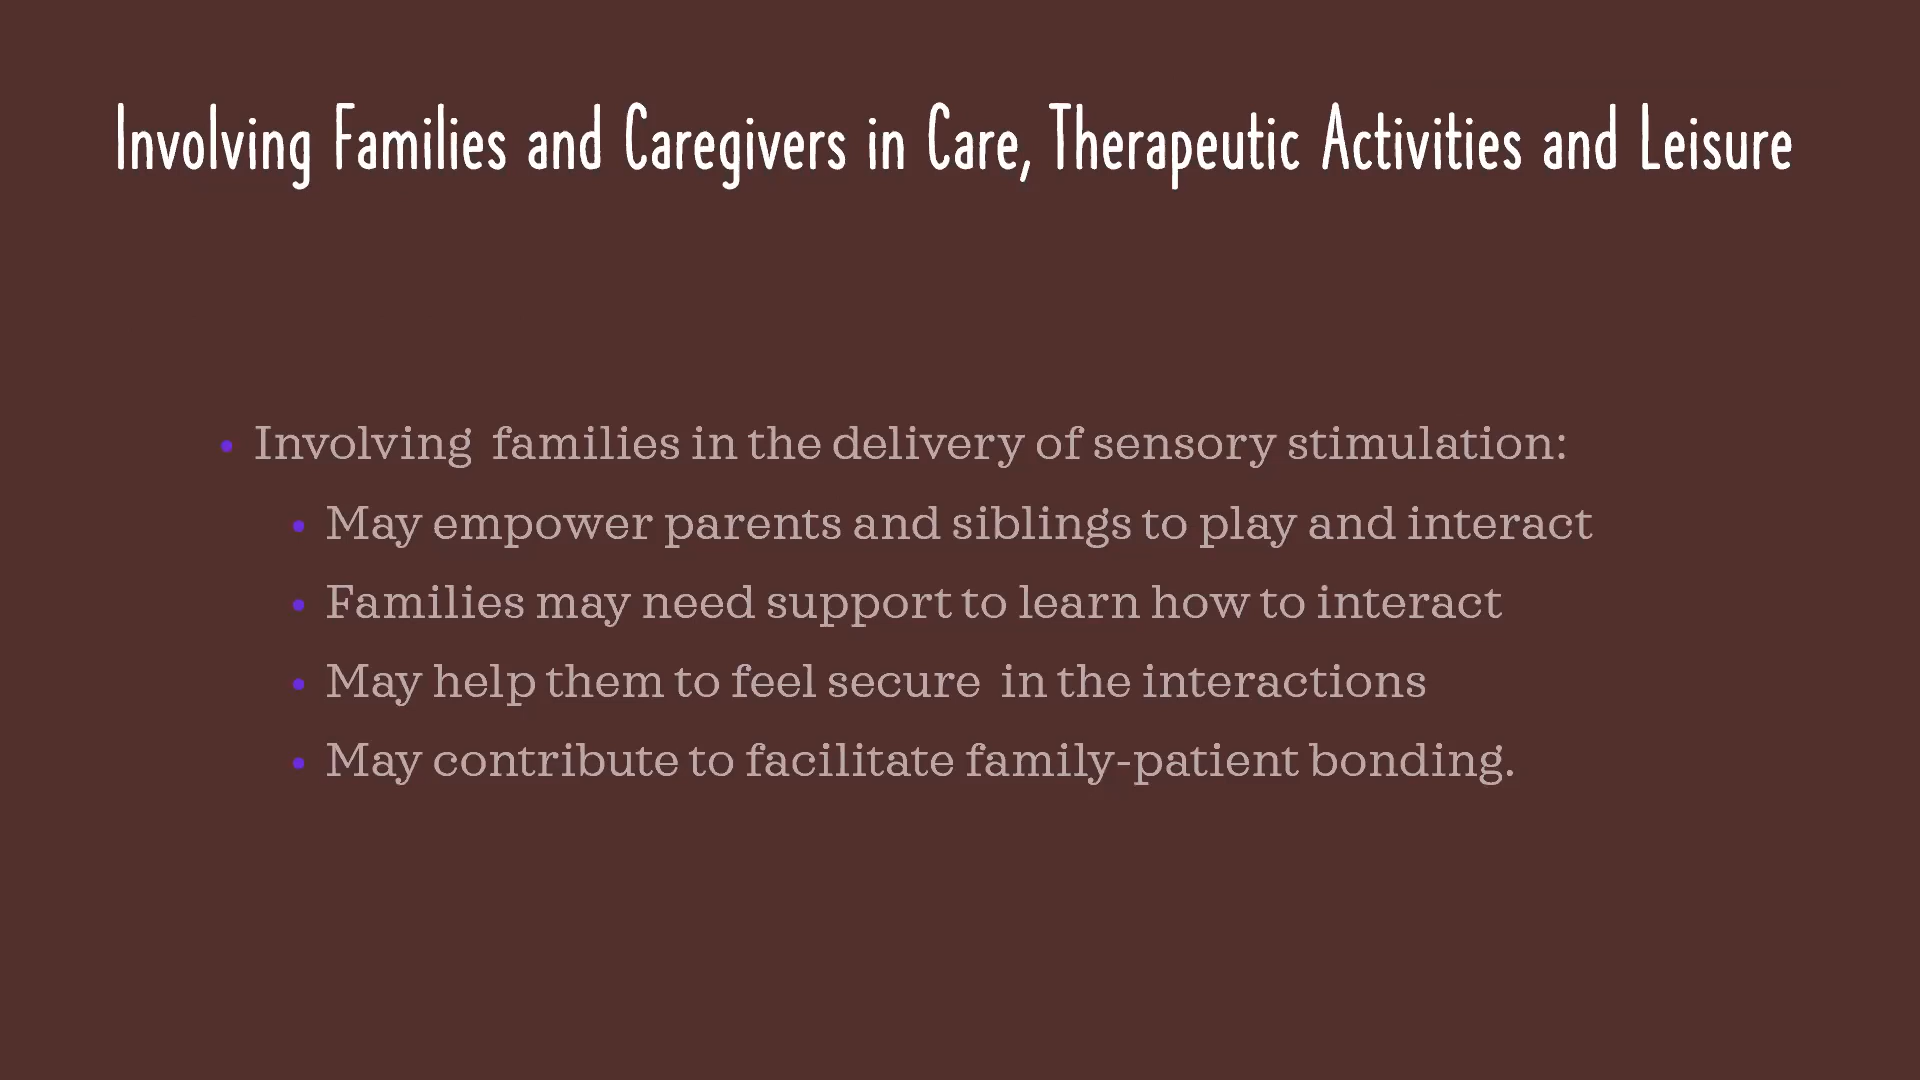 Involving Families and Caregivers in Care, Therapeutic Activities and Leisure
• Involving  families in the delivery of sensory stimulation:
• May empower parents and siblings to play and interact
• Families may need support to learn how to interact
• May help them to feel secure  in the interactions
• May contribute to facilitate family-patient bonding.